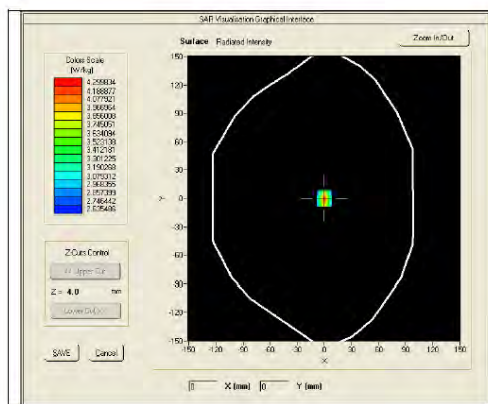 SAR Visualisation Graphical Interface
Surface Radiated Intensity
Zoom In/Out
Colors Scale
[W/kg]
4.299834
4.188877
4.077921
3.966964
3.856008
3.745051
3.634094
3.523138
3.412181
3.301225
3.190268
3.079312
2.968355
2.857399
2.746442
2.635486
Z Cuts Control
Z = 4.0 mm
SAVE Cancel
150
120
90
60
30
0
-30
-60
-90
-120
-150
Y
-150 -120 -90 -60 -30 0 30 60 90 120 150
X
0 X (mm) 0 Y (mm)